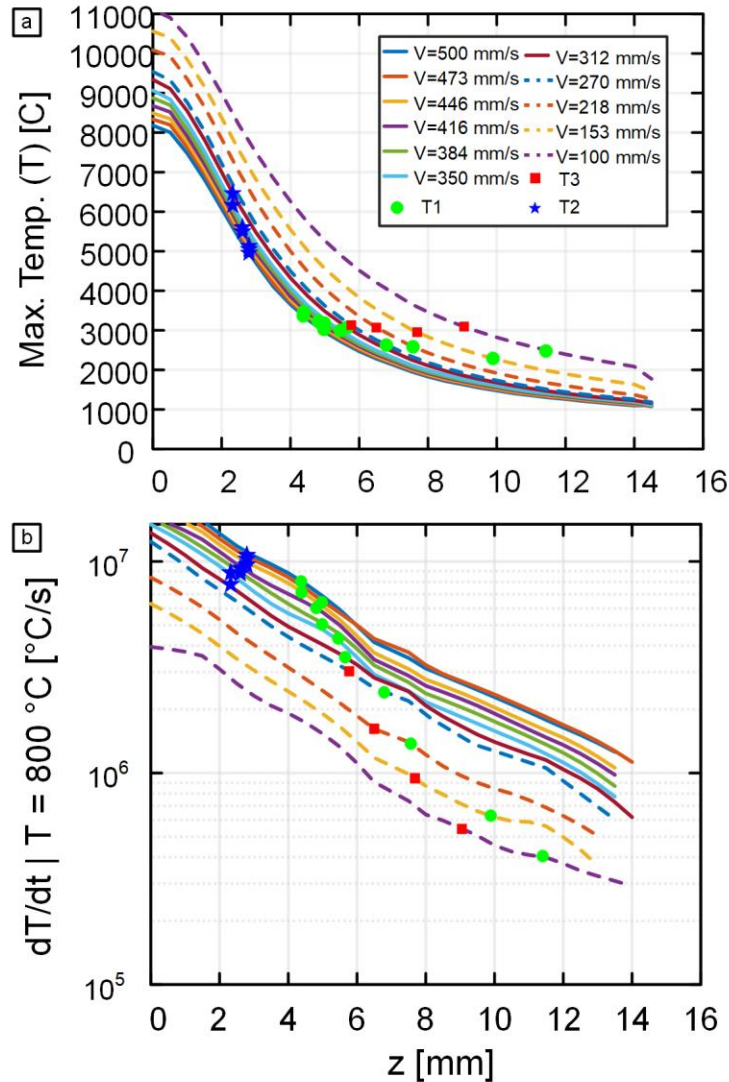 a
11000
10000
9000
8000
7000
6000
5000
4000
3000
2000
1000
0
Max. Temp. (T) [C]
V=500 mm/s V=312 mm/s
V=473 mm/s V=270 mm/s
V=446 mm/s V=218 mm/s
V=416 mm/s V=153 mm/s
V=384 mm/s V=100 mm/s
V=350 mm/s T3
T1 T2
0 2 4 6 8 10 12 14 16
b
10^7
10^6
10^5
dT/dt | T = 800 °C [°C/s]
0 2 4 6 8 10 12 14 16
z [mm]